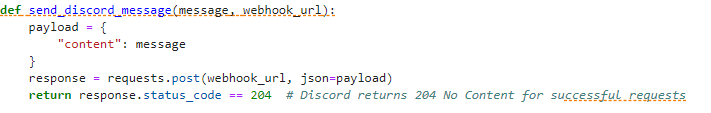 def send_discord_message(message, webhook_url):
    payload = {
        "content": message
    }
    response = requests.post(webhook_url, json=payload)
    return response.status_code == 204  # Discord returns 204 No Content for successful requests